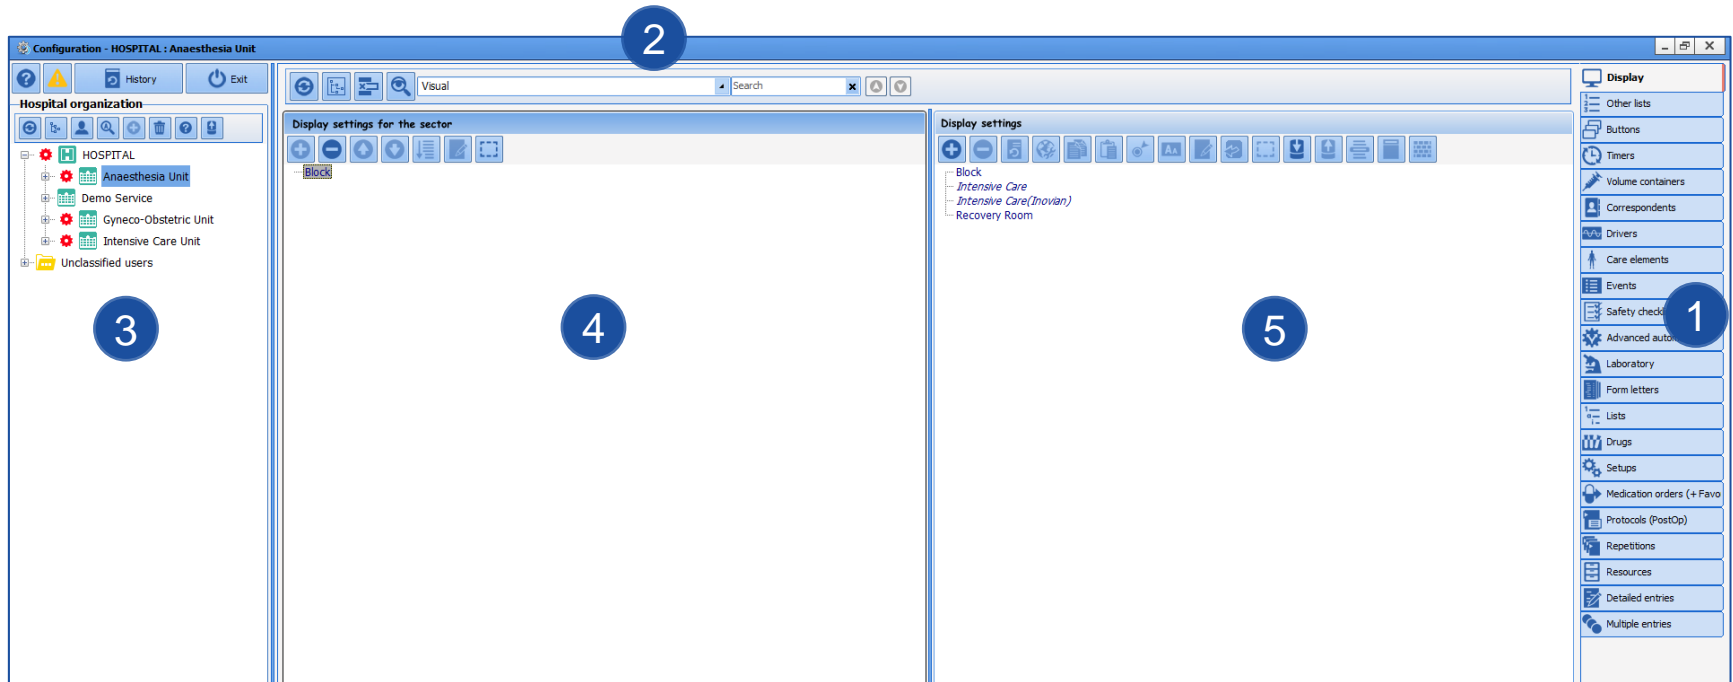 2
Configuration - HOSPITAL : Anaesthesia Unit
History
Exit
Visual
Search
Hospital organization
HOSPITAL
Anaesthesia Unit
Demo Service
Gyneco-Obstetric Unit
Intensive Care Unit
Unclassified users
3
Display settings for the sector
Block
4
Display settings
Block
Intensive Care
Intensive Care(Inovian)
Recovery Room
5
Display
Other lists
Buttons
Timers
Volume containers
Correspondents
Drivers
Care elements
Events
Safety check
1
Advanced
Laboratory
Form letters
Lists
Drugs
Setups
Medication orders (+ Favo
Protocols (PostOp)
Repetitions
Resources
Detailed entries
Multiple entries